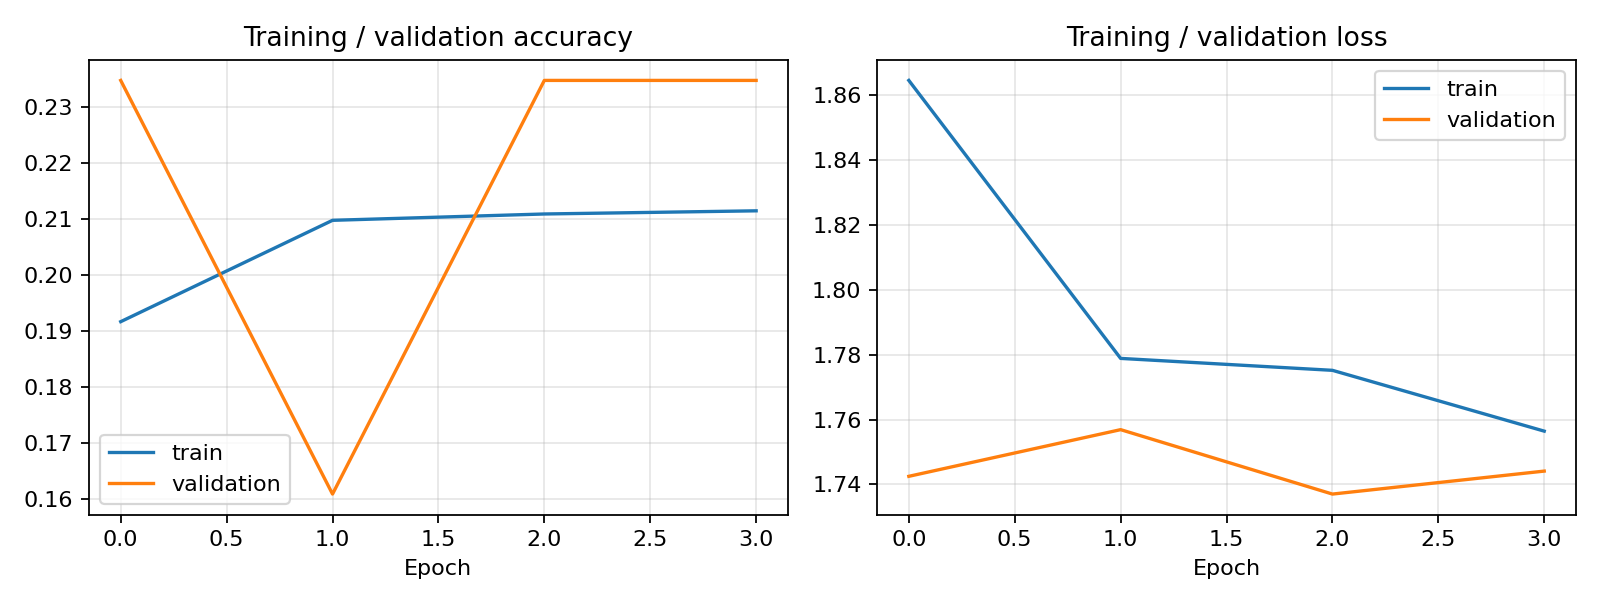 Training / validation accuracy
0.23
0.22
0.21
0.20
0.19
0.18
0.17
0.16
train
validation
0.0 0.5 1.0 1.5 2.0 2.5 3.0
Epoch
Training / validation loss
1.86
1.84
1.82
1.80
1.78
1.76
1.74
train
validation
0.0 0.5 1.0 1.5 2.0 2.5 3.0
Epoch